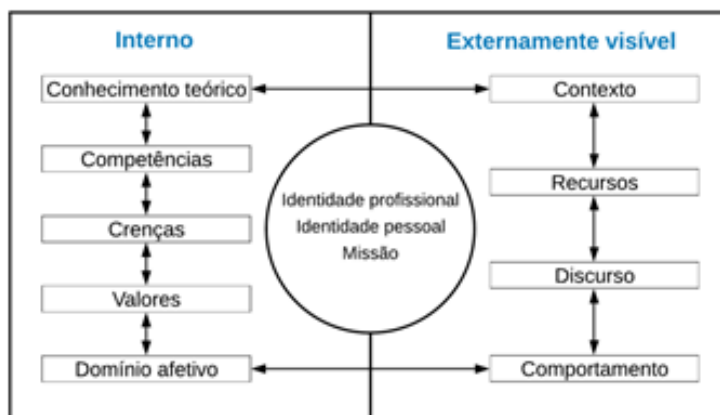 Interno
Externamente visível
Conhecimento teórico
Contexto
Competências
Recursos
Identidade profissional
Identidade pessoal
Missão
Crenças
Discurso
Valores
Domínio afetivo
Comportamento